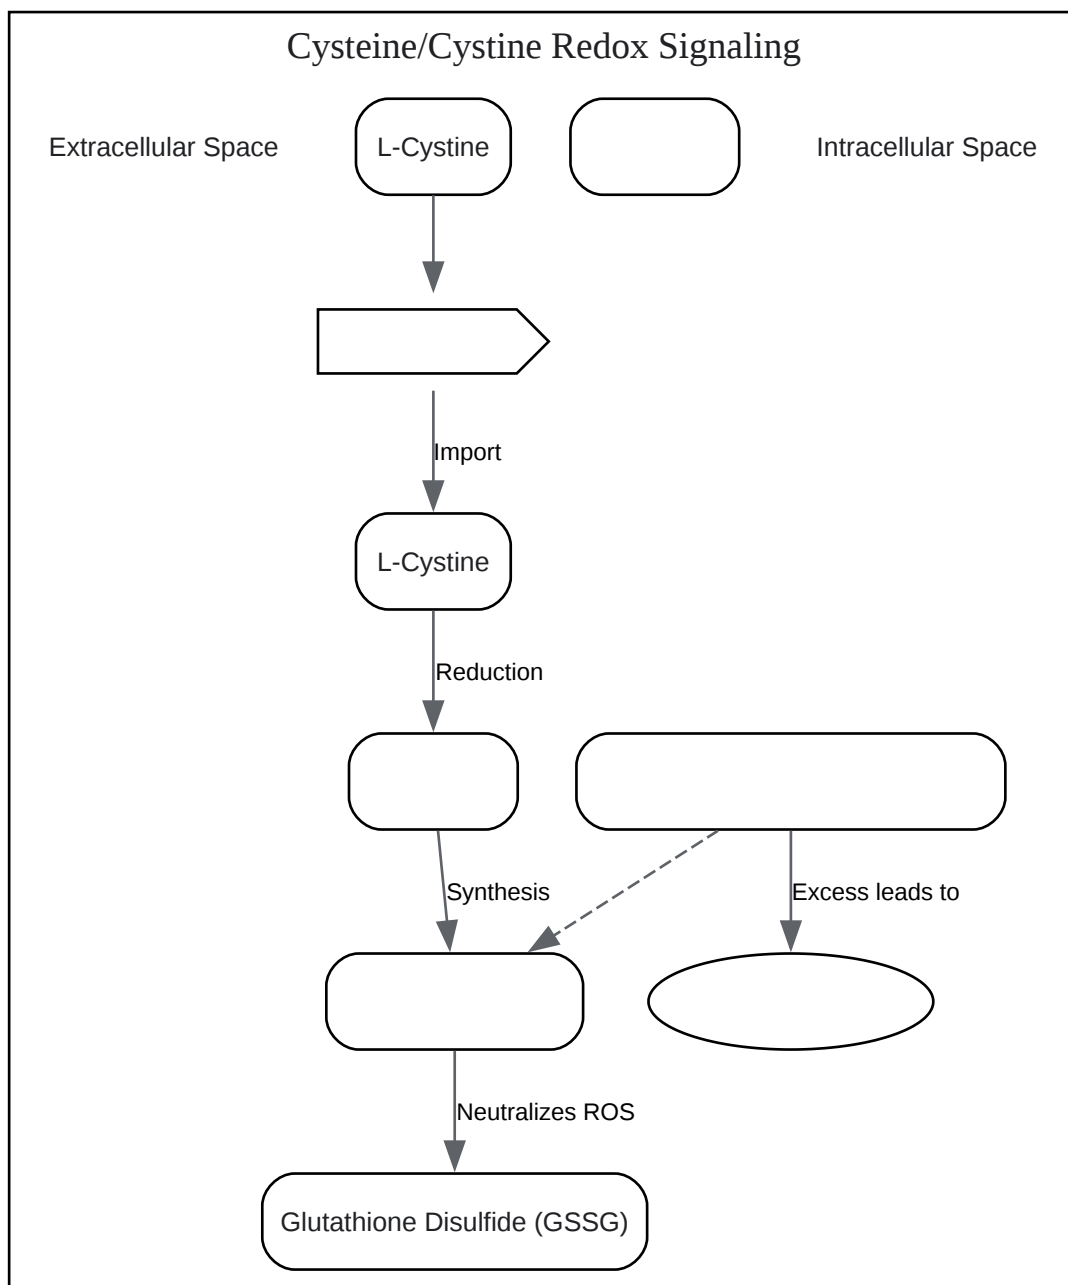 Cysteine/Cystine Redox Signaling
Extracellular Space
L-Cystine
Intracellular Space
Import
L-Cystine
Reduction
Synthesis
Excess leads to
Neutralizes ROS
Glutathione Disulfide (GSSG)